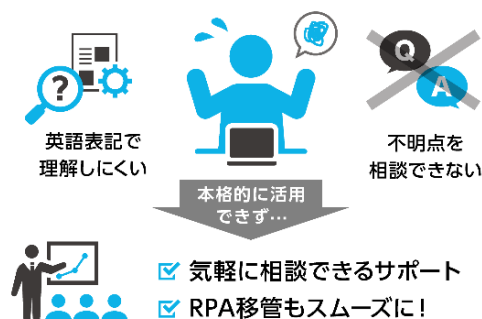 ?
Q
A
英語表記で
理解しにくい
不明点を
相談できない
本格的に活用
できず…
気軽に相談できるサポート
RPA移管もスムーズに！